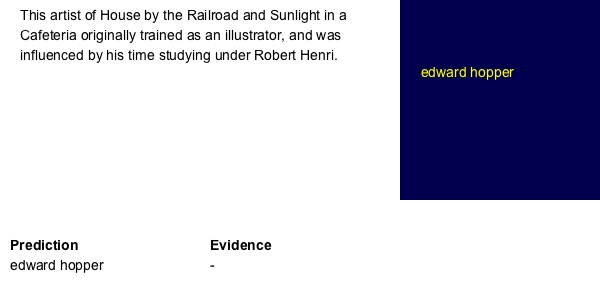 This artist of House by the Railroad and Sunlight in a
Cafeteria originally trained as an illustrator, and was
influenced by his time studying under Robert Henri.
edward hopper
Prediction Evidence
edward hopper -